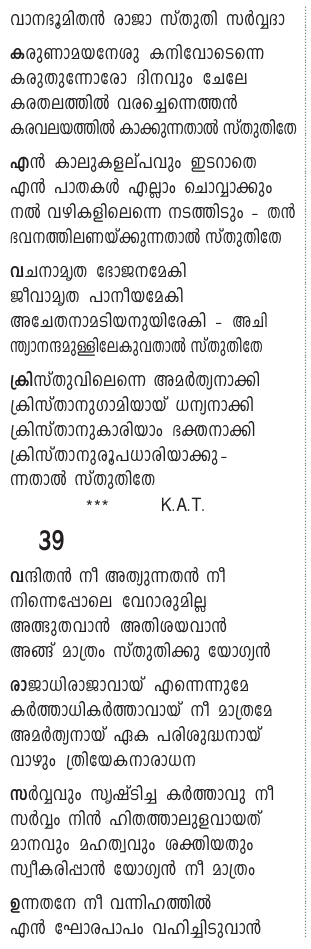 വാനഭൂമിതൻ രാജാ സ്തുതി സർവ്വദാ
കരുണാമയനേശു കനിവോടെന്നെ
കരുതുന്നോരോ ദിനവും ചേലേ
കരതലത്തിൽ വരച്ചെന്നെത്തൻ
കരവലയത്തിൽ കാക്കുന്നതാൽ സ്തുതിതേ
എൻ കാലുകളല്പവും ഇടറാതെ
എൻ പാതകൾ എല്ലാം ചൊവ്വാക്കും
നൽ വഴികളിലെന്നെ നടത്തിടും – തൻ
ഭവനത്തിലണയ്ക്കുന്നതാൽ സ്തുതിതേ
വചനാമൃത ഭോജനമേകി
ജീവാമൃത പാനീയമേകി
അചേതനാമടിയനുയിരേകി – അചി
ന്ത്യാനന്ദമുള്ളിലേകുവതാൽ സ്തുതിതേ
ക്രിസ്തുവിലെന്നെ അമർത്വനാക്കി
ക്രിസ്താനുഗാമിയായ് ധന്യനാക്കി
ക്രിസ്താനുകാരിയാം ഭക്തനാക്കി
ക്രിസ്താനുരൂപധാരിയാക്കു–
ന്നതാൽ സ്തുതിതേ
*** K.A.T.
39
വന്ദിതൻ നീ അത്യുന്നതൻ നീ
നിന്നെപ്പോലെ വേറാരുമില്ല
അത്ഭുതവാൻ അതിശയവാൻ
അങ്ങ് മാത്രം സ്തുതിക്കു യോഗ്യൻ
രാജാധിരാജാവായ് എന്നെന്നുമേ
കർത്താധികർത്താവായ് നീ മാത്രമേ
അമർത്യനായ് ഏക പരിശുദ്ധനായ്
വാഴും ത്രിയേകനാരാധന
സർവ്വവും സൃഷ്ടിച്ച കർത്താവു നീ
സർവ്വം നിൻ ഹിതത്താലുളവായത്
മാനവും മഹത്വവും ശക്തിയതും
സ്വീകരിപ്പാൻ യോഗ്യൻ നീ മാത്രം
ഉന്നതനേ നീ വന്നിഹത്തിൽ
എൻ ഘോരപാപം വഹിച്ചിടുവാൻ